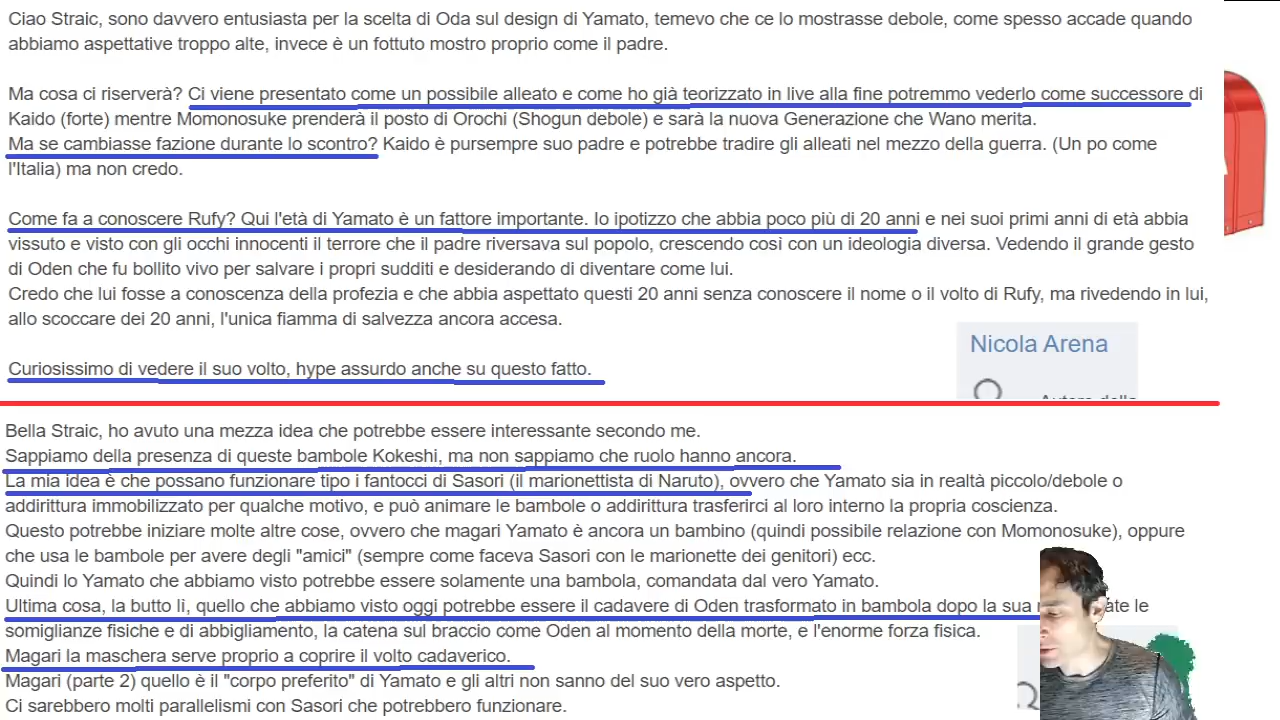 Ciao Straic, sono davvero entusiasta per la scelta di Oda sul design di Yamato, temevo che ce lo mostrasse debole, come spesso accade quando
abbiamo aspettative troppo alte, invece è un fottuto mostro proprio come il padre.
Ma cosa ci riserverà? Ci viene presentato come un possibile alleato e come ho già teorizzato in live alla fine potremmo vederlo come successore di
Kaido (forte) mentre Momonosuke prenderà il posto di Orochi (Shogun debole) e sarà la nuova Generazione che Wano merita.
Ma se cambiasse fazione durante lo scontro? Kaido è pursempre suo padre e potrebbe tradire gli alleati nel mezzo della guerra. (Un po come
l'Italia) ma non credo.
Come fa a conoscere Rufy? Qui l'età di Yamato è un fattore importante. Io ipotizzo che abbia poco più di 20 anni e nei suoi primi anni di età abbia
vissuto e visto con gli occhi innocenti il terrore che il padre riversava sul popolo, crescendo così con un ideologia diversa. Vedendo il grande gesto
di Oden che fu bollito vivo per salvare i propri sudditi e desiderando di diventare come lui.
Credo che lui fosse a conoscenza della profezia e che abbia aspettato questi 20 anni senza conoscere il nome o il volto di Rufy, ma rivedendo in lui,
allo scoccare dei 20 anni, l'unica fiamma di salvezza ancora accesa.
Curiosissimo di vedere il suo volto, hype assurdo anche su questo fatto.
Nicola Arena
Bella Straic, ho avuto una mezza idea che potrebbe essere interessante secondo me.
Sappiamo della presenza di queste bambole Kokeshi, ma non sappiamo che ruolo hanno ancora.
La mia idea è che possano funzionare tipo i fantocci di Sasori (il marionettista di Naruto), ovvero che Yamato sia in realtà piccolo/debole o
addirittura immobilizzato per qualche motivo, e può animare le bambole o addirittura trasferirci al loro interno la propria coscienza.
Questo potrebbe iniziare molte altre cose, ovvero che magari Yamato è ancora un bambino (quindi possibile relazione con Momonosuke), oppure
che usa le bambole per avere degli "amici" (sempre come faceva Sasori con le marionette dei genitori) ecc.
Quindi lo Yamato che abbiamo visto potrebbe essere solamente una bambola, comandata dal vero Yamato.
Ultima cosa, la butto lì, quello che abbiamo visto oggi potrebbe essere il cadavere di Oden trasformato in bambola dopo la sua le
somiglianze fisiche e di abbigliamento, la catena sul braccio come Oden al momento della morte, e l'enorme forza fisica.
Magari la maschera serve proprio a coprire il volto cadaverico.
Magari (parte 2) quello è il "corpo preferito" di Yamato e gli altri non sanno del suo vero aspetto.
Ci sarebbero molti parallelismi con Sasori che potrebbero funzionare.